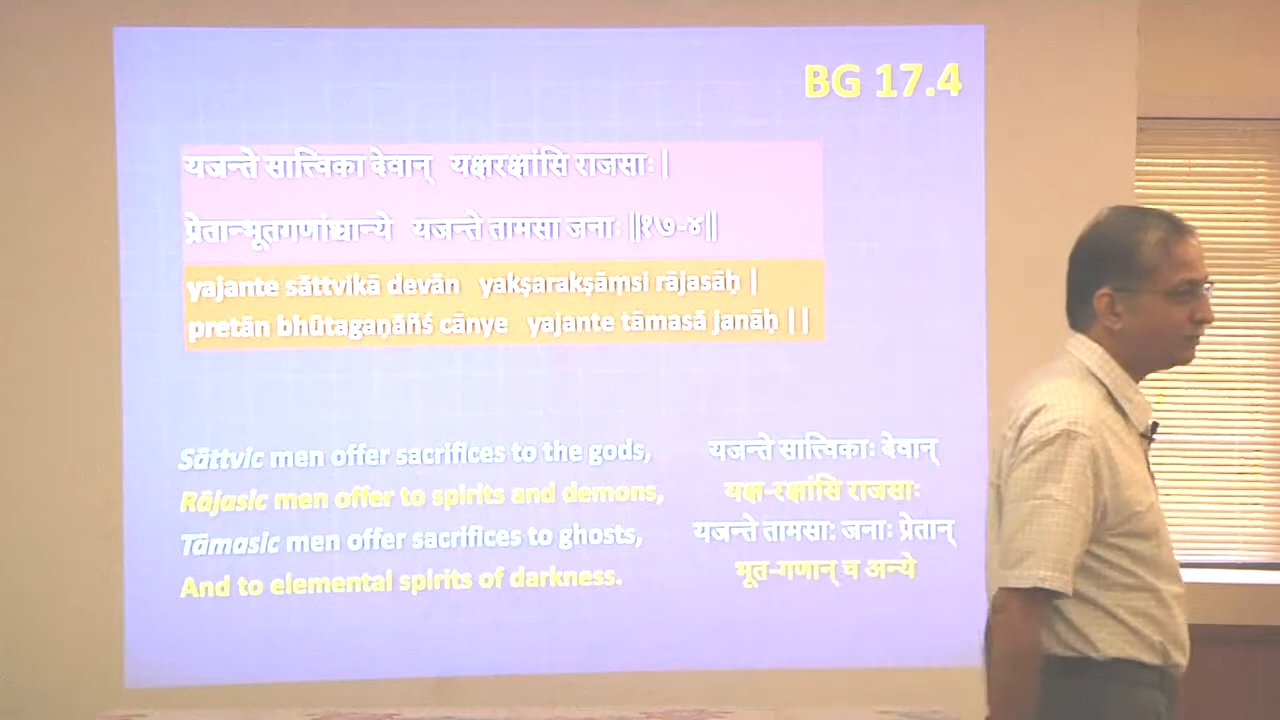 BG 17.4
यजन्ते सात्त्विका देवान् यक्षरक्षांसि राजसाः |
प्रेतान्भूतगणांश्चान्ये यजन्ते तामसा जनाः ||१७-४||
yajante sāttvikā devān yakṣarakṣāṃsi rājasāḥ |
pretān bhūtagaṇāñś cānye yajante tāmasā janāḥ ||
Sāttvic men offer sacrifices to the gods, यजन्ते सात्त्विकाः देवान्
Rājasic men offer to spirits and demons, यक्ष-रक्षांसि राजसाः
Tāmasic men offer sacrifices to ghosts, यजन्ते तामसाः जनाः प्रेतान्
And to elemental spirits of darkness. भूत-गणान् च अन्ये